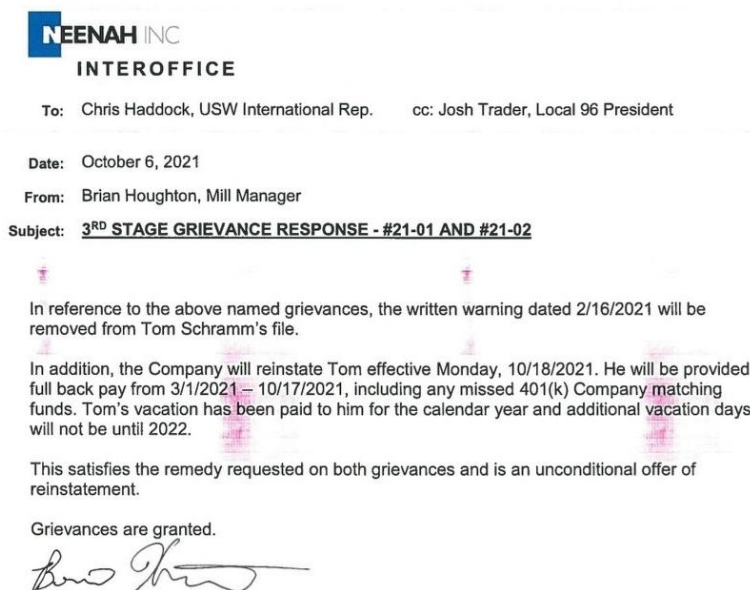 NEENAH INC
INTEROFFICE
To: Chris Haddock, USW International Rep. cc: Josh Trader, Local 96 President
Date: October 6, 2021
From: Brian Houghton, Mill Manager
Subject: 3RD STAGE GRIEVANCE RESPONSE - #21-01 AND #21-02
In reference to the above named grievances, the written warning dated 2/16/2021 will be
removed from Tom Schramm's file.
In addition, the Company will reinstate Tom effective Monday, 10/18/2021. He will be provided
full back pay from 3/1/2021 – 10/17/2021, including any missed 401(k) Company matching
funds. Tom's vacation has been paid to him for the calendar year and additional vacation days
will not be until 2022.
This satisfies the remedy requested on both grievances and is an unconditional offer of
reinstatement.
Grievances are granted.